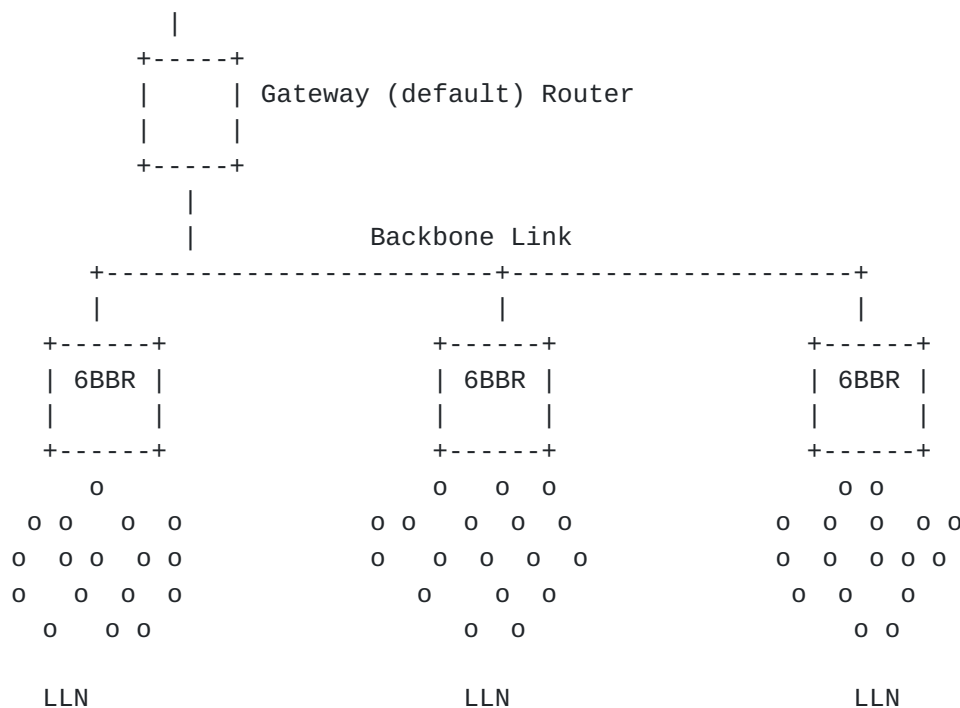 Gateway (default) Router
Backbone Link
6BBR 6BBR 6BBR
o o o o o o
o o o o o o o o o o o o o o
o o o o o o o o o o o o o o o o
o o o o o o o o o o
o o o o o o o
LLN LLN LLN